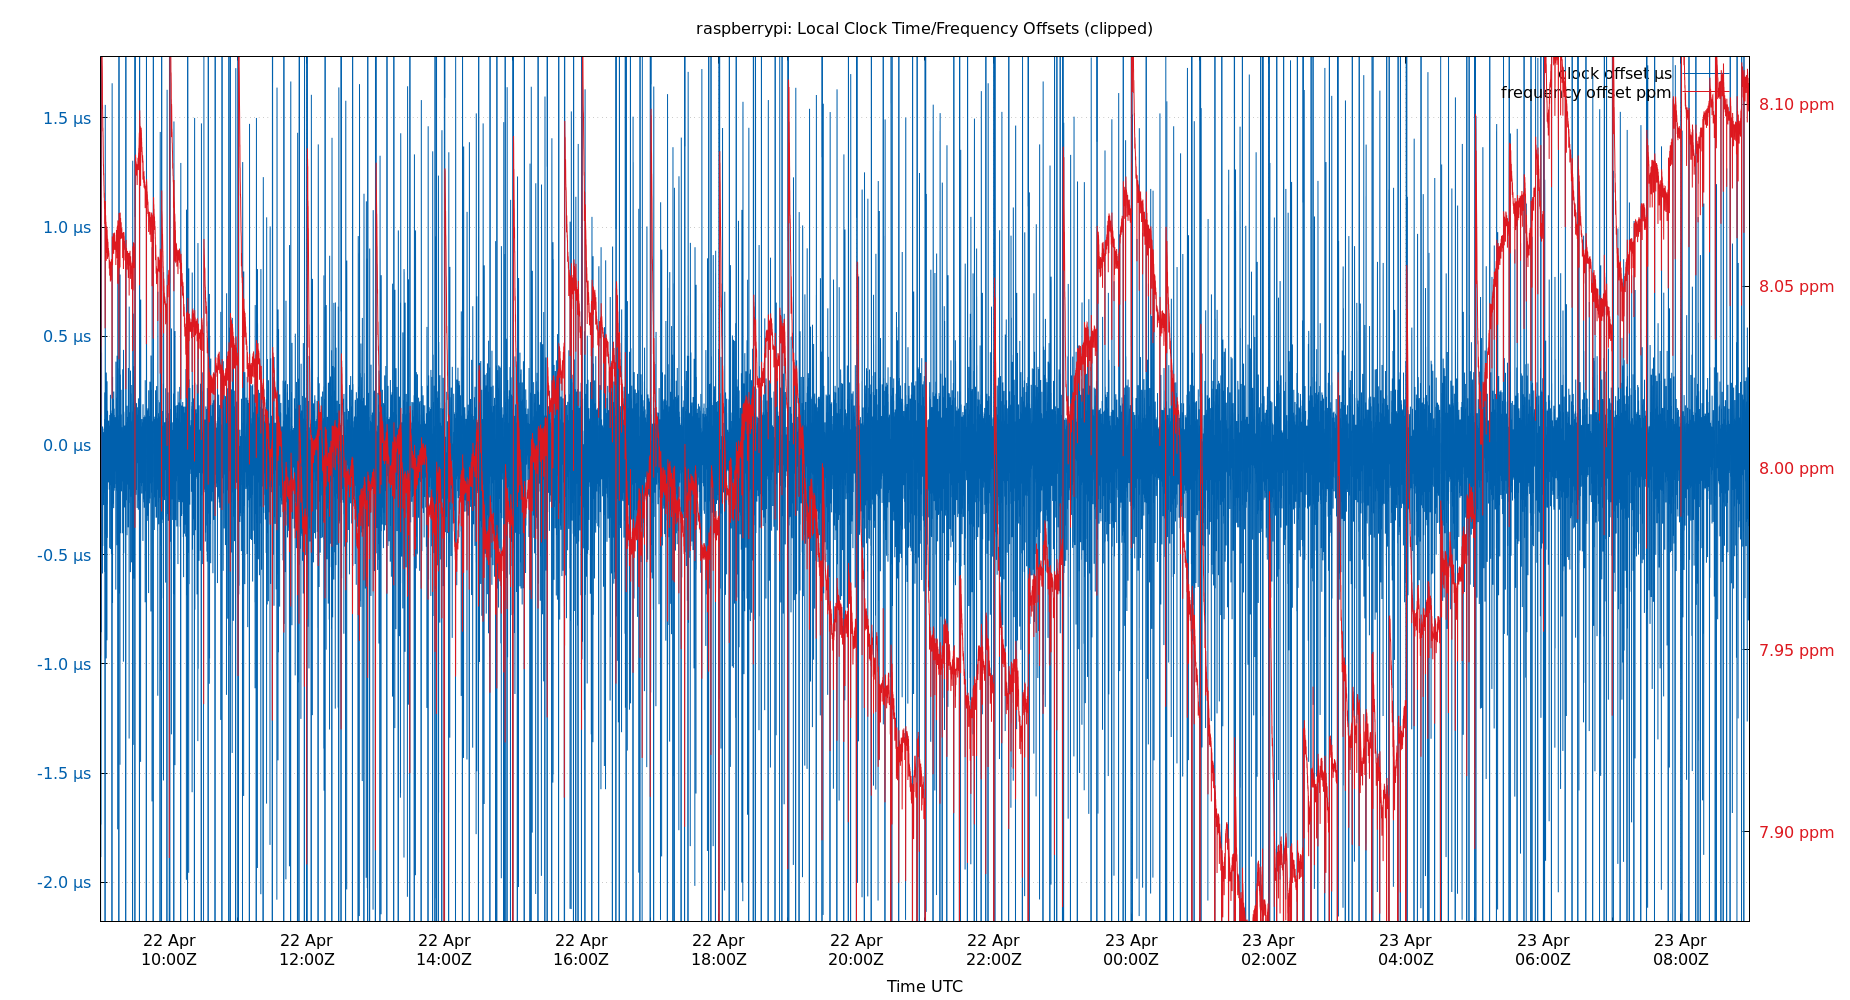 raspberrypi: Local Clock Time/Frequency Offsets (clipped)
clock offset µs
frequency offset ppm
1.5 µs
1.0 µs
0.5 µs
0.0 µs
-0.5 µs
-1.0 µs
-1.5 µs
-2.0 µs
8.10 ppm
8.05 ppm
8.00 ppm
7.95 ppm
7.90 ppm
22 Apr 22 Apr 22 Apr 22 Apr 22 Apr 22 Apr 22 Apr 23 Apr 23 Apr 23 Apr 23 Apr 23 Apr
10:00Z 12:00Z 14:00Z 16:00Z 18:00Z 20:00Z 22:00Z 00:00Z 02:00Z 04:00Z 06:00Z 08:00Z
Time UTC